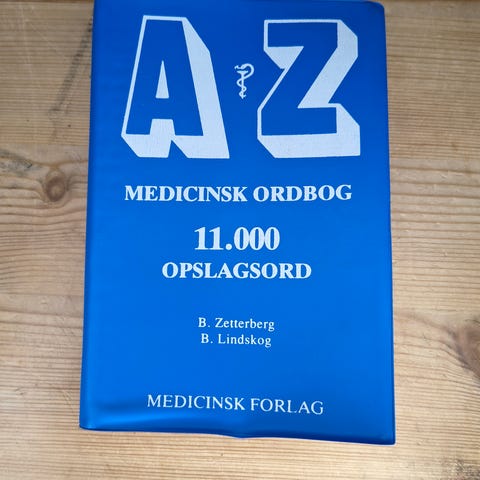 A Z
MEDICINSK ORDBOG
11.000
OPSLAGSORD
B. Zetterberg
B. Lindskog
MEDICINSK FORLAG